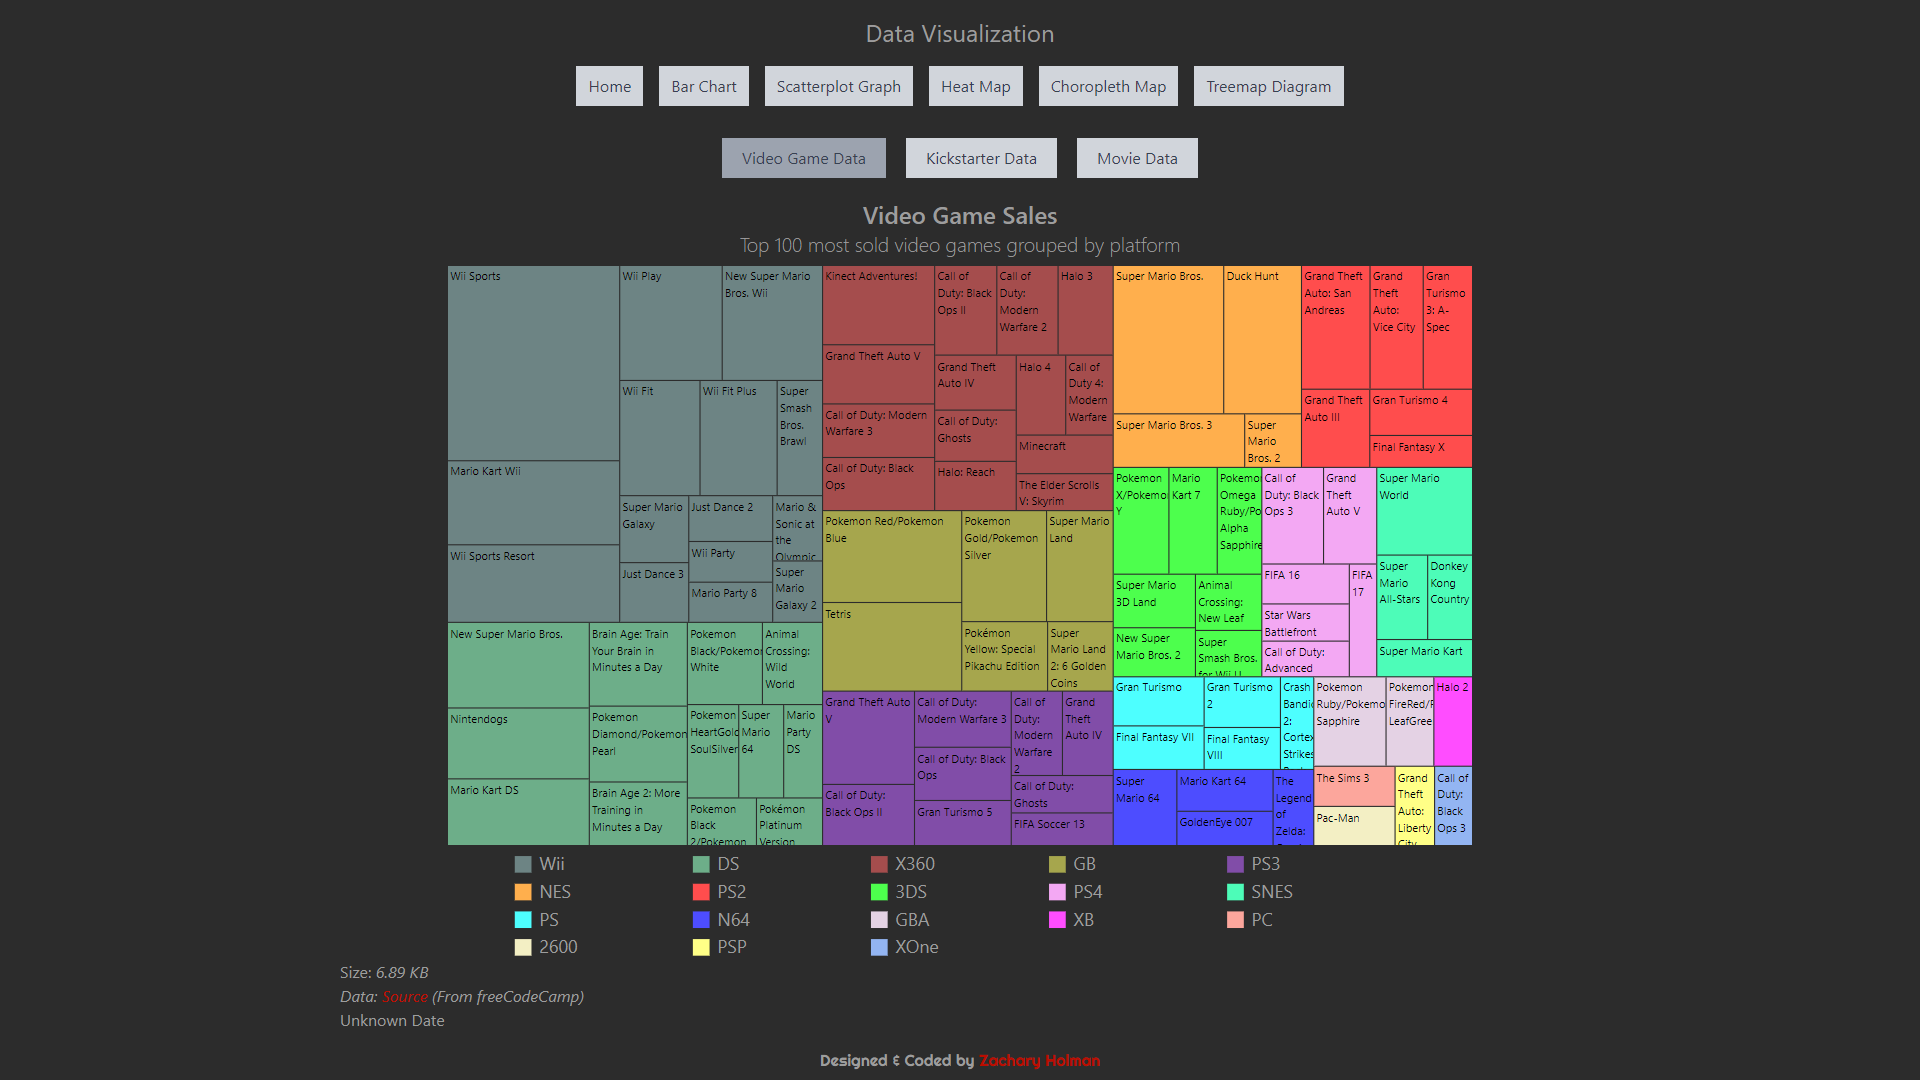 Data Visualization
Home
Bar Chart
Scatterplot Graph
Heat Map
Choropleth Map
Treemap Diagram
Video Game Data
Kickstarter Data
Movie Data
Video Game Sales
Top 100 most sold video games grouped by platform
Wii Sports
Mario Kart Wii
Wii Sports Resort
Wii Play
New Super Mario
Bros. Wii
Wii Fit
Wii Fit Plus
Super
Smash
Bros.
Brawl
Super Mario
Galaxy
Just Dance 3
Just Dance 2
Wii Party
Mario Party 8
Mario &
Sonic at
the
Olympic
Super
Mario
Galaxy 2
New Super Mario Bros.
Nintendogs
Mario Kart DS
Brain Age: Train
Your Brain in
Minutes a Day
Pokemon
Diamond/Pokemon
Pearl
Brain Age 2: More
Training in
Minutes a Day
Pokemon
Black/Pokemon
White
Animal
Crossing:
Wild
World
Pokemon
HeartGold
SoulSilver
Super
Mario
64
Mario
Party
DS
Pokemon
Black
2/Pokemon
Pokémon
Platinum
Version
Kinect Adventures!
Grand Theft Auto V
Call of Duty: Modern
Warfare 3
Call of Duty: Black
Ops
Call of
Duty: Black
Ops II
Call of
Duty:
Modern
Warfare 2
Halo 3
Grand Theft
Auto IV
Call of Duty:
Ghosts
Halo: Reach
Halo 4
Call of
Duty 4:
Modern
Warfare
Minecraft
The Elder Scrolls
V: Skyrim
Pokemon Red/Pokemon
Blue
Tetris
Pokemon
Gold/Pokemon
Silver
Super Mario
Land
Pokémon
Yellow: Special
Pikachu Edition
Super
Mario Land
2: 6 Golden
Coins
Grand Theft Auto
V
Call of Duty:
Black Ops II
Call of Duty:
Modern Warfare 3
Call of Duty: Black
Ops
Gran Turismo 5
Call of
Duty:
Modern
Warfare
2
Grand
Theft
Auto IV
Call of Duty:
Ghosts
FIFA Soccer 13
Super Mario Bros.
Duck Hunt
Super Mario Bros. 3
Super
Mario
Bros. 2
Grand Theft
Auto: San
Andreas
Grand
Theft
Auto:
Vice City
Gran
Turismo
3: A-
Spec
Grand Theft
Auto III
Gran Turismo 4
Final Fantasy X
Pokemon
X/Pokemo
Y
Mario
Kart 7
Pokemo
Omega
Ruby/Po
Alpha
Sapphire
Super Mario
3D Land
New Super
Mario Bros. 2
Animal
Crossing:
New Leaf
Super
Smash Bros.
for Wii U
Call of
Duty: Black
Ops 3
Grand
Theft
Auto V
FIFA 16
Star Wars
Battlefront
Call of Duty:
Advanced
FIFA
17
Super Mario
World
Super
Mario
All-Stars
Donkey
Kong
Country
Super Mario Kart
Gran Turismo
Final Fantasy VII
Gran Turismo
2
Final Fantasy
VIII
Crash
Bandic
2:
Cortex
Strikes
Super
Mario 64
Mario Kart 64
GoldenEye 007
The
Legend
of
Zelda:
Pokemon
Ruby/Pokemo
Sapphire
Pokemon
FireRed/P
LeafGree
Halo 2
The Sims 3
Pac-Man
Grand
Theft
Auto:
Liberty
City
Call of
Duty:
Black
Ops 3
Wii
DS
X360
GB
PS3
NES
PS2
3DS
PS4
SNES
PS
N64
GBA
XB
PC
2600
PSP
XOne
Size: 6.89 KB
Data: Source (From freeCodeCamp)
Unknown Date
Designed & Coded by Zachary Holman